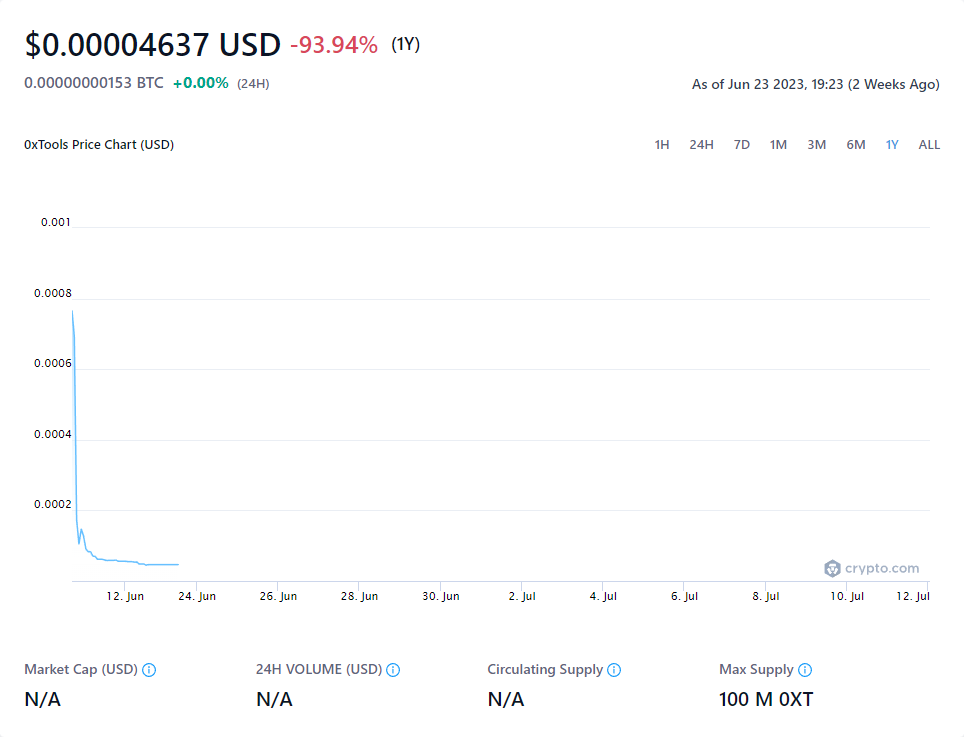 $0.00004637 USD -93.94% (1Y)
0.00000000153 BTC +0.00% (24H)
As of Jun 23 2023, 19:23 (2 Weeks Ago)
0xTools Price Chart (USD)
1H 24H 7D 1M 3M 6M 1Y ALL
0.001
0.0008
0.0006
0.0004
0.0002
crypto.com
12. Jun 24. Jun 26. Jun 28. Jun 30. Jun 2. Jul 4. Jul 6. Jul 8. Jul 10. Jul 12. Jul
Market Cap (USD) 24H VOLUME (USD) Circulating Supply Max Supply
N/A N/A N/A 100 M 0XT